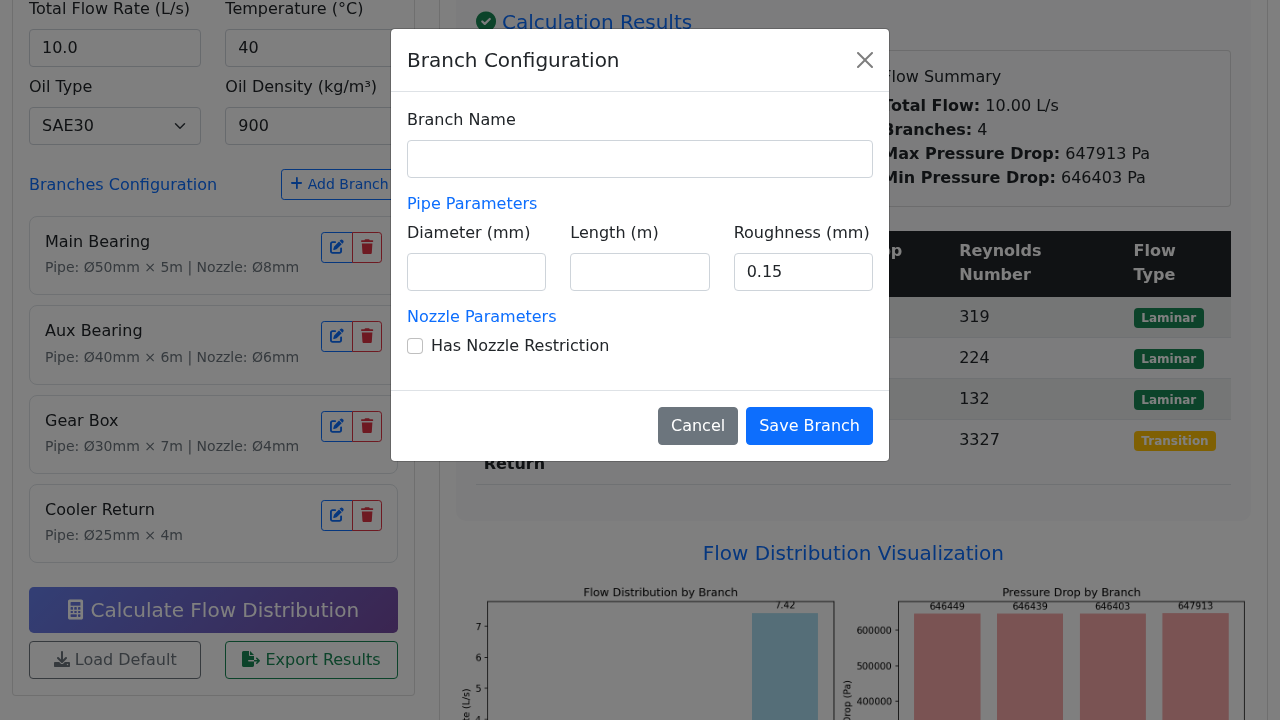 Total Flow Rate (L/s)
Temperature (°C)
10.0
40
Oil Type
Oil Density (kg/m³)
SAE30
900
Branches Configuration
Add Branch
Main Bearing
Pipe: Ø50mm × 5m | Nozzle: Ø8mm
Aux Bearing
Pipe: Ø40mm × 6m | Nozzle: Ø6mm
Gear Box
Pipe: Ø30mm × 7m | Nozzle: Ø4mm
Cooler Return
Pipe: Ø25mm × 4m
Calculate Flow Distribution
Load Default
Export Results
Branch Configuration
Branch Name
Pipe Parameters
Diameter (mm)
Length (m)
Roughness (mm)
0.15
Nozzle Parameters
Has Nozzle Restriction
Cancel
Save Branch
Calculation Results
Flow Summary
Total Flow: 10.00 L/s
Branches: 4
Max Pressure Drop: 647913 Pa
Min Pressure Drop: 646403 Pa
Reynolds
Number
Flow
Type
319
Laminar
224
Laminar
132
Laminar
3327
Transition
Return
Flow Distribution Visualization
Flow Distribution by Branch
7.42
7
6
5
4
Pressure Drop by Branch
646449
646439
646403
647913
600000
500000
400000
(L/s)
Drop (Pa)